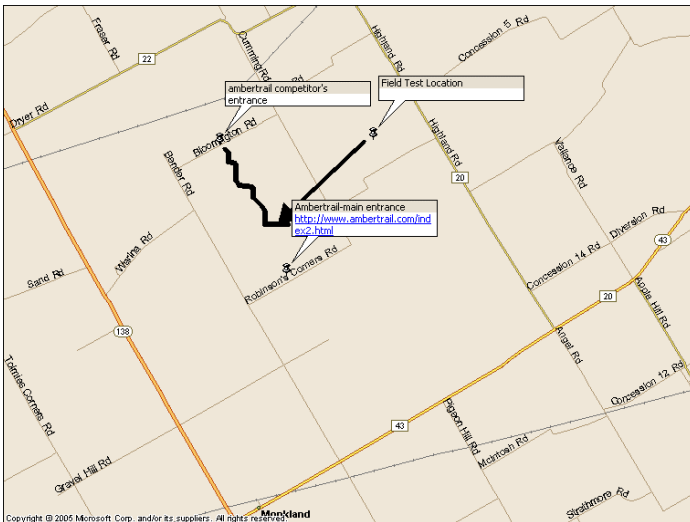 Fraser Rd
22
Cumming Rd
Highland Rd
Concession 5 Rd
ambertrail competitor's
entrance
Field Test Location
Dyer Rd
Bloomington Rd
Highland Rd
Bender Rd
Valiance Rd
20
Ambertrail-main entrance
http://www.ambertrail.com/ind
ex2.html
Diversion Rd
43
Warina Rd
Sand Rd
Robinson's Corners Rd
Concession 14 Rd
20
Apple Hill Rd
138
Angel Rd
Tolmies Corners Rd
Concession 12 Rd
Pigeon Hill Rd
43
McIntosh Rd
Gravel Hill Rd
Strathmore Rd
Monkland
Copyright © 2005 Microsoft Corp. and/or its suppliers. All rights reserved.